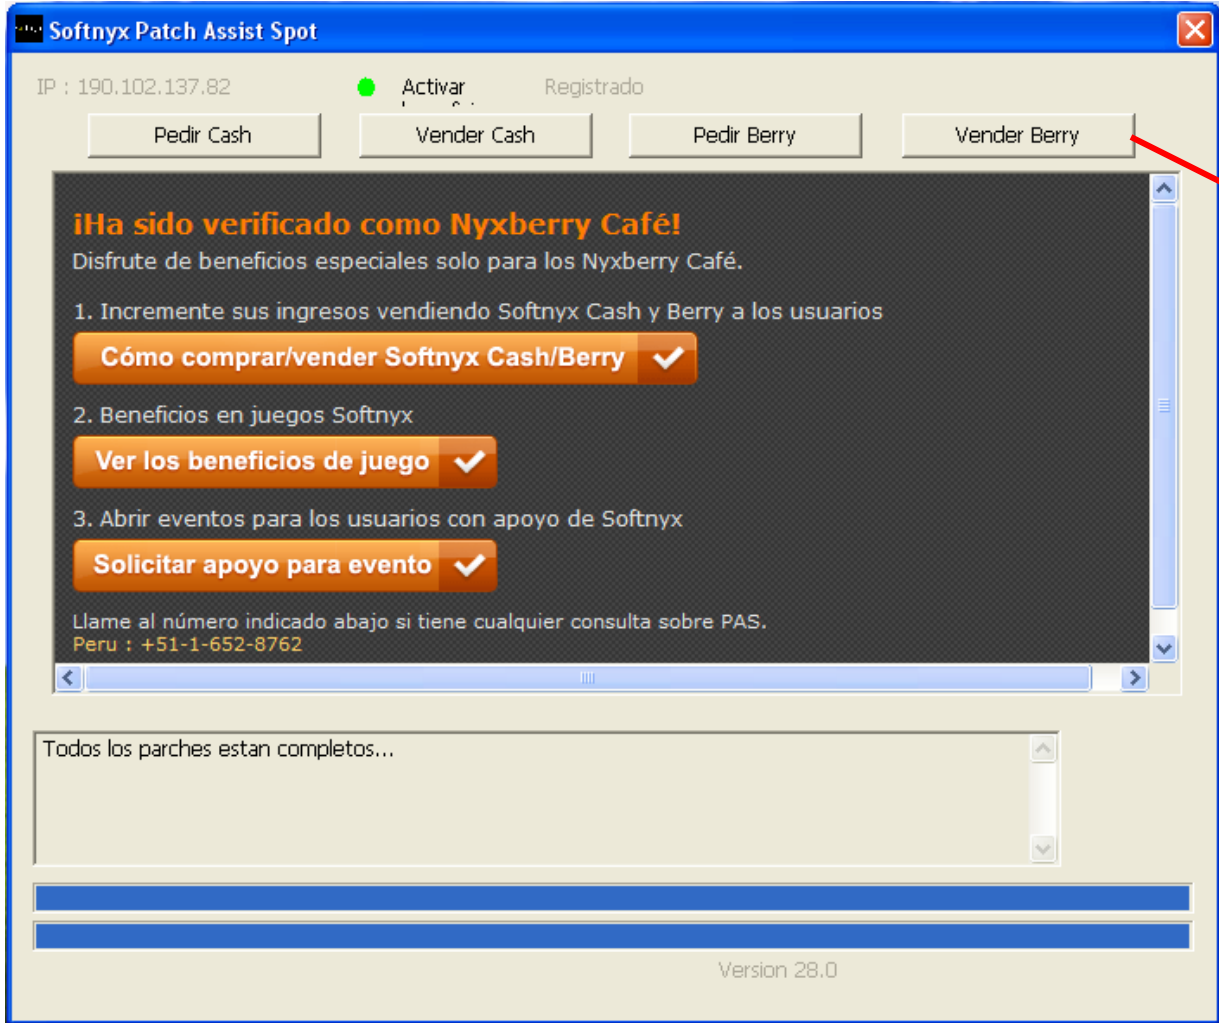 Softnyx Patch Assist Spot
IP : 190.102.137.82 Activar Registrado
Pedir Cash Vender Cash Pedir Berry Vender Berry
¡Ha sido verificado como Nyxberry Café!
Disfrute de beneficios especiales solo para los Nyxberry Café.
1. Incremente sus ingresos vendiendo Softnyx Cash y Berry a los usuarios
Cómo comprar/vender Softnyx Cash/Berry
2. Beneficios en juegos Softnyx
Ver los beneficios de juego
3. Abrir eventos para los usuarios con apoyo de Softnyx
Solicitar apoyo para evento
Llame al número indicado abajo si tiene cualquier consulta sobre PAS.
Peru : +51-1-652-8762
Todos los parches estan completos...
Version 28.0